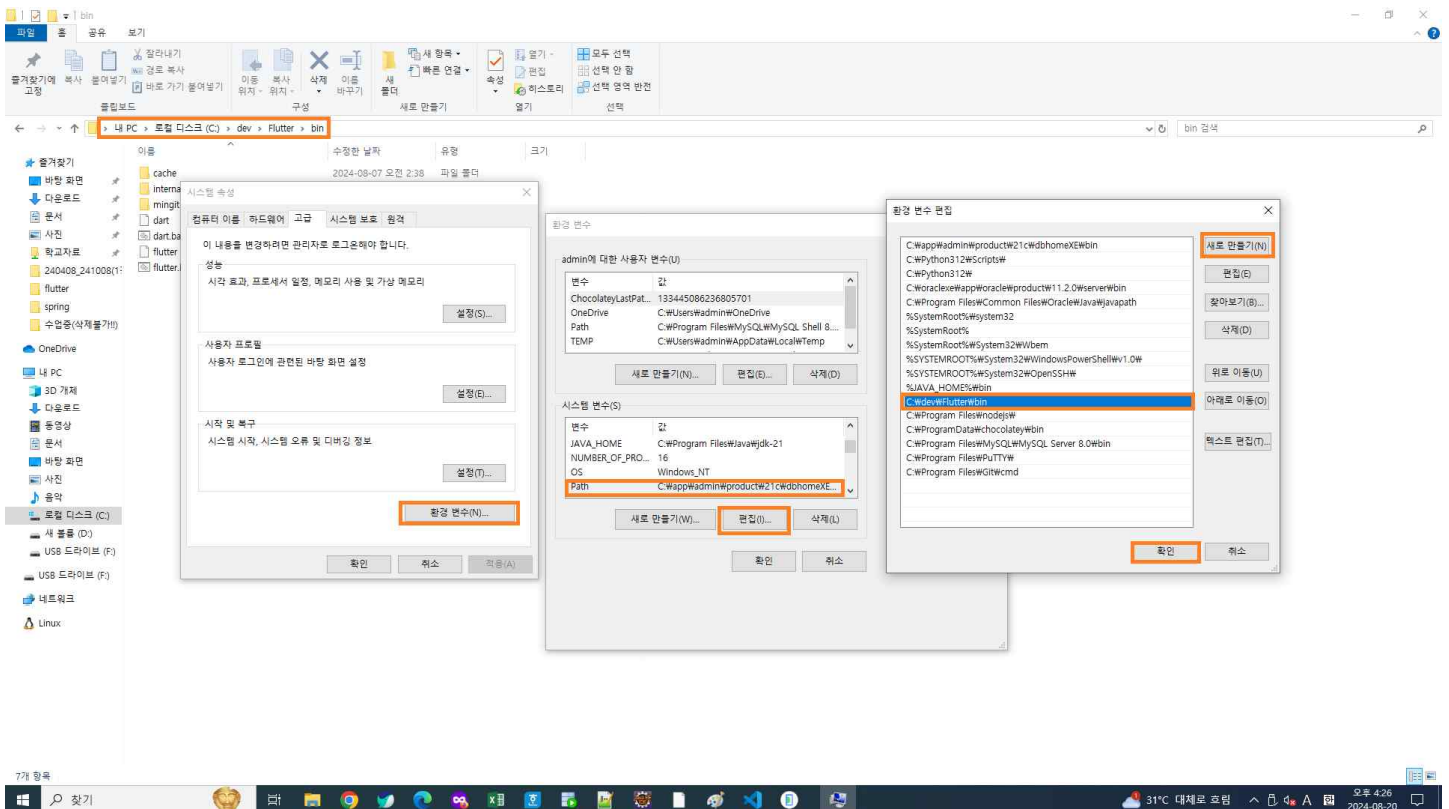 bin
파일 홈 공유 보기
즐겨찾기에 고정
복사
붙여넣기
잘라내기
경로 복사
바로 가기 붙여넣기
이동 위치
복사 위치
삭제
이름 바꾸기
새 폴더
새 항목
빠른 연결
속성
열기
편집
히스토리
모두 선택
선택 안 함
선택 영역 반전
클립보드 구성 새로 만들기 열기 선택
내 PC > 로컬 디스크 (C:) > dev > Flutter > bin
bin 검색
이름 수정한 날짜 유형 크기
즐겨찾기
바탕 화면
다운로드
문서
사진
학교자료
240408_241008(1
flutter
spring
수업중(삭제불가!!)
OneDrive
내 PC
3D 개체
다운로드
동영상
문서
바탕 화면
사진
음악
로컬 디스크 (C:)
새 볼륨 (D:)
USB 드라이브 (F:)
USB 드라이브 (F:)
네트워크
Linux
cache 2024-08-07 오전 2:38 파일 폴더
interna
mingit
dart
dart.ba
flutter
flutter.
시스템 속성
컴퓨터 이름 하드웨어 고급 시스템 보호 원격
이 내용을 변경하려면 관리자로 로그온해야 합니다.
성능
시각 효과, 프로세서 일정, 메모리 사용 및 가상 메모리
설정(S)...
사용자 프로필
사용자 로그인에 관련된 바탕 화면 설정
설정(E)...
시작 및 복구
시스템 시작, 시스템 오류 및 디버깅 정보
설정(T)...
환경 변수(N)...
확인 취소 적용(A)
환경 변수
admin에 대한 사용자 변수(U)
변수 값
ChocolateyLastPat... 133445086236805701
OneDrive C:₩Users₩admin₩OneDrive
Path C:₩Program Files₩MySQL₩MySQL Shell 8....
TEMP C:₩Users₩admin₩AppData₩Local₩Temp
새로 만들기(N)... 편집(E)... 삭제(D)
시스템 변수(S)
변수 값
JAVA_HOME C:₩Program Files₩Java₩jdk-21
NUMBER_OF_PRO... 16
OS Windows_NT
Path C:₩app₩admin₩product₩21c₩dbhomeXE...
새로 만들기(W)... 편집(I)... 삭제(L)
확인 취소
환경 변수 편집
C:₩app₩admin₩product₩21c₩dbhomeXE₩bin
C:₩Python312₩Scripts₩
C:₩Python312₩
C:₩oraclexe₩app₩oracle₩product₩11.2.0₩server₩bin
C:₩Program Files₩Common Files₩Oracle₩Java₩javapath
%SystemRoot%₩system32
%SystemRoot%
%SystemRoot%₩System32₩Wbem
%SYSTEMROOT%₩System32₩WindowsPowerShell₩v1.0₩
%SYSTEMROOT%₩System32₩OpenSSH₩
%JAVA_HOME%₩bin
C:₩dev₩Flutter₩bin
C:₩Program Files₩nodejs₩
C:₩ProgramData₩chocolatey₩bin
C:₩Program Files₩MySQL₩MySQL Server 8.0₩bin
C:₩Program Files₩PuTTY₩
C:₩Program Files₩Git₩cmd
새로 만들기(N)
편집(E)
찾아보기(B)...
삭제(D)
위로 이동(U)
아래로 이동(O)
텍스트 편집(T)...
확인 취소
7개 항목
찾기
31°C 대체로 흐림
A
오후 4:26
2024-08-20